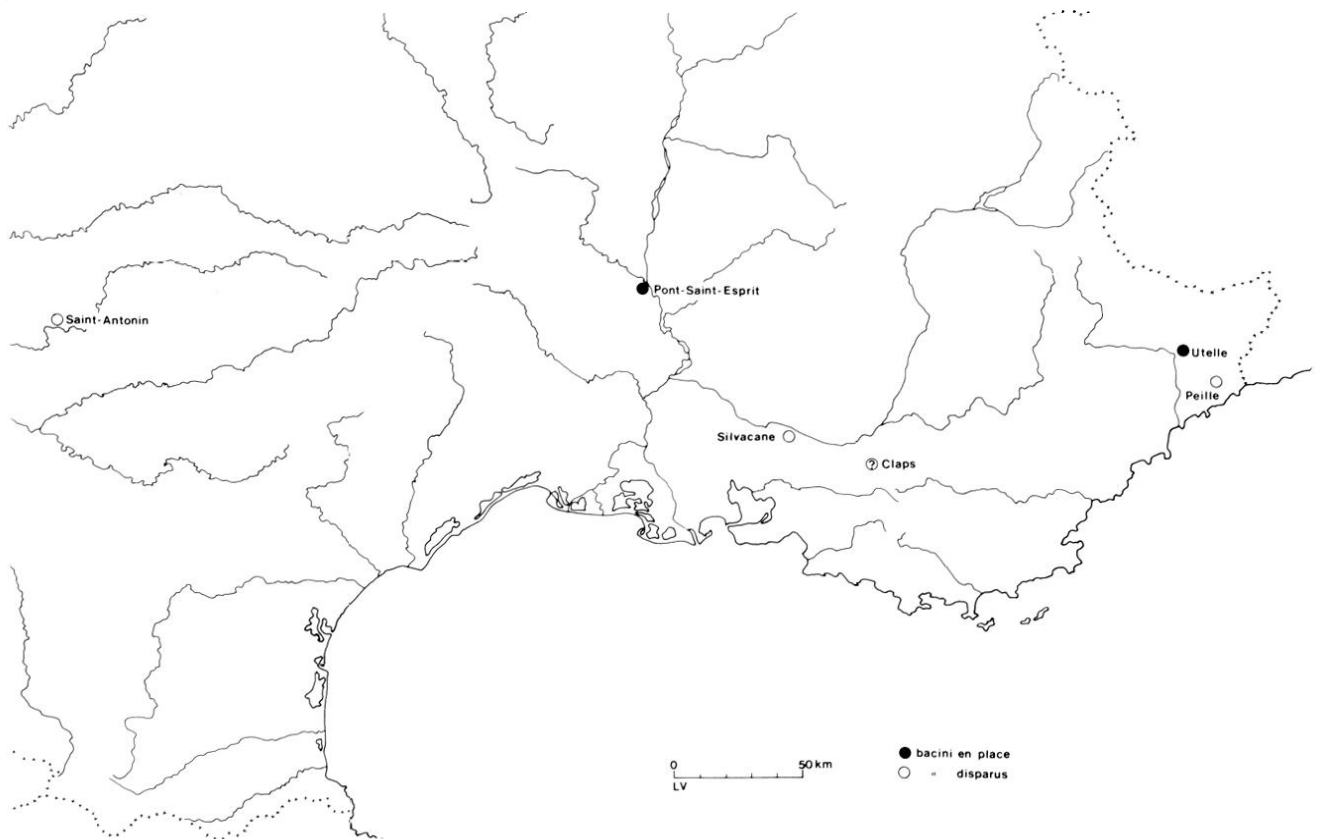 Pont-Saint-Esprit
Saint-Antonin
Utelle
Peille
Silvacane
? Claps
bacini en place
0 50 km
" disparus
LV